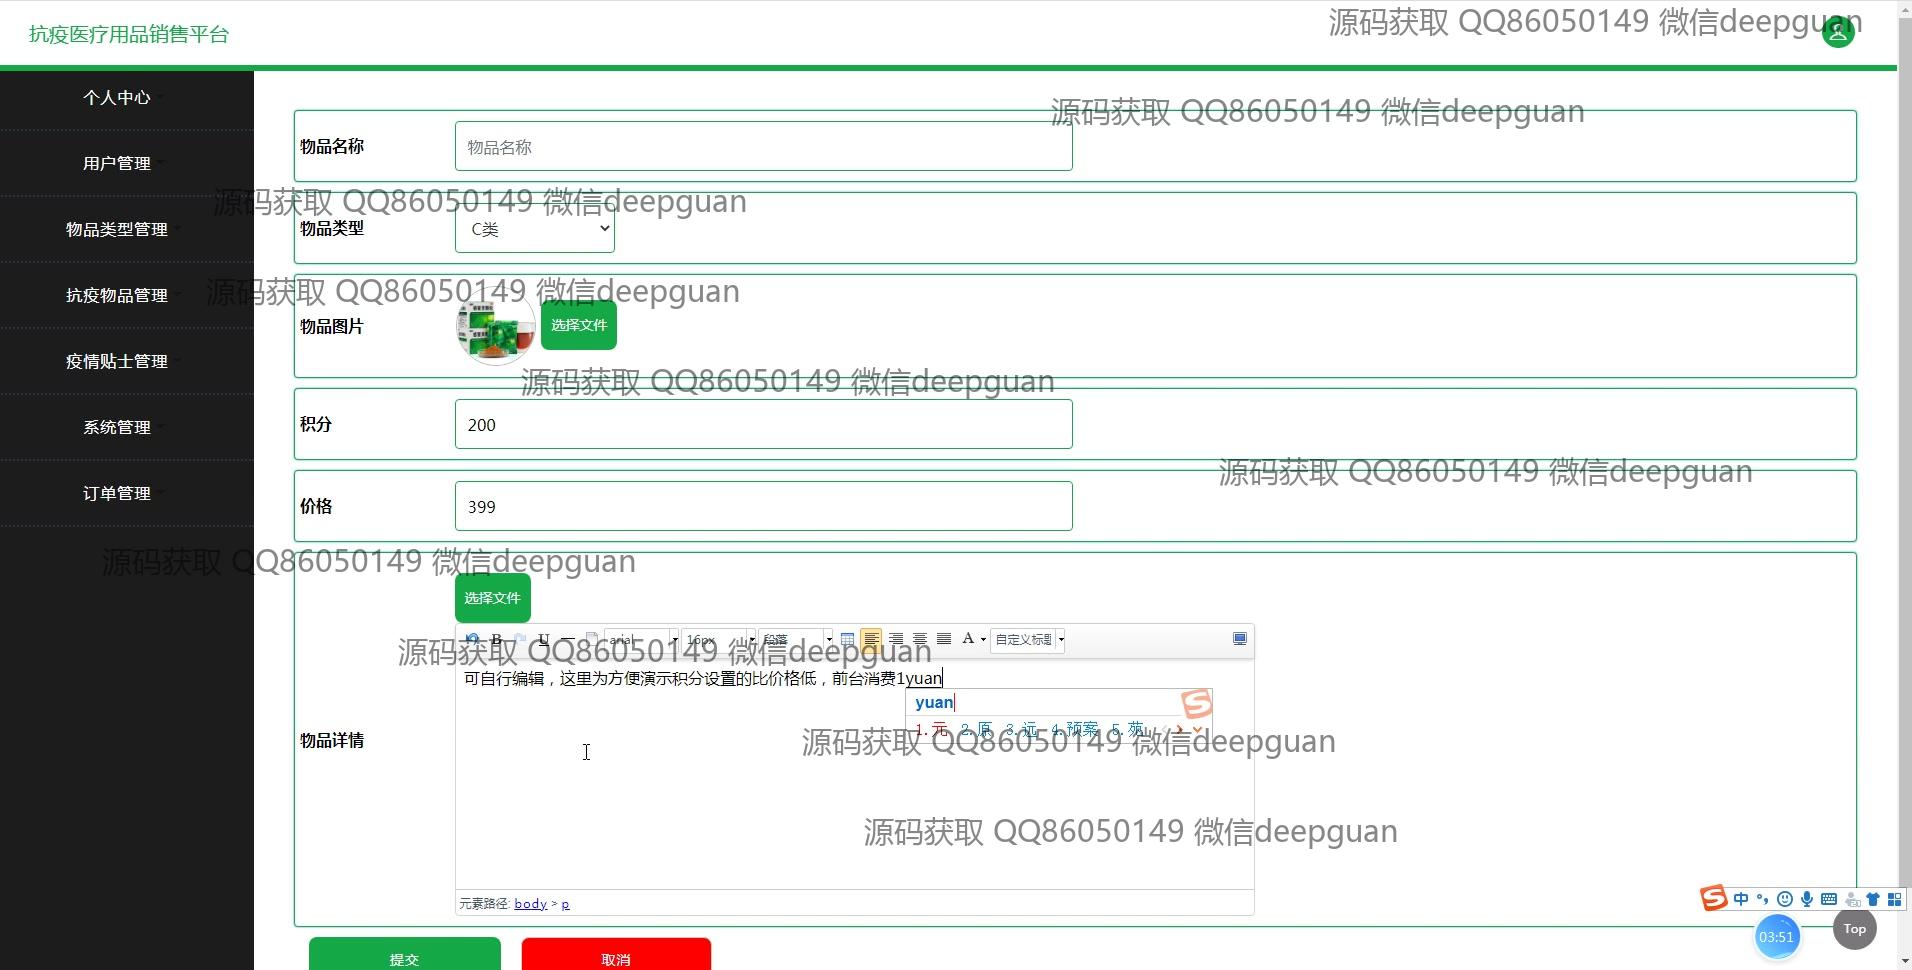 抗疫医疗用品销售平台
源码获取 QQ86050149 微信deepguan
个人中心
源码获取 QQ86050149 微信deepguan
物品名称
物品名称
用户管理
源码获取 QQ86050149 微信deepguan
物品类型管理
物品类型
C类
抗疫物品管理
源码获取 QQ86050149 微信deepguan
物品图片
选择文件
疫情贴士管理
源码获取 QQ86050149 微信deepguan
系统管理
积分
200
源码获取 QQ86050149 微信deepguan
订单管理
价格
399
源码获取 QQ86050149 微信deepguan
选择文件
B U arial 16px 段落 A 自定义标题
源码获取 QQ86050149 微信deepguan
可自行编辑，这里为方便演示积分设置的比价格低，前台消费1yuan
yuan
1.元 2.原 3.远 4.预案 5.苑
物品详情
源码获取 QQ86050149 微信deepguan
源码获取 QQ86050149 微信deepguan
元素路径: body > p
中
03:51
Top
提交
取消